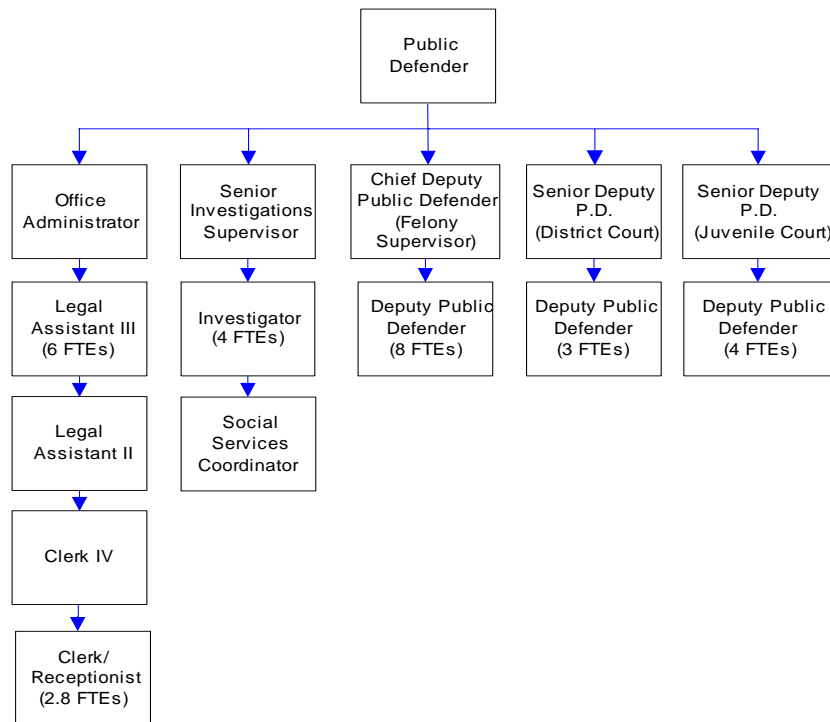 Public
Defender
Office
Administrator
Senior
Investigations
Supervisor
Chief Deputy
Public Defender
(Felony
Supervisor)
Senior Deputy
P.D.
(District Court)
Senior Deputy
P.D.
(Juvenile Court)
Legal
Assistant III
(6 FTEs)
Investigator
(4 FTEs)
Deputy Public
Defender
(8 FTEs)
Deputy Public
Defender
(3 FTEs)
Deputy Public
Defender
(4 FTEs)
Legal
Assistant II
Social
Services
Coordinator
Clerk IV
Clerk/
Receptionist
(2.8 FTEs)